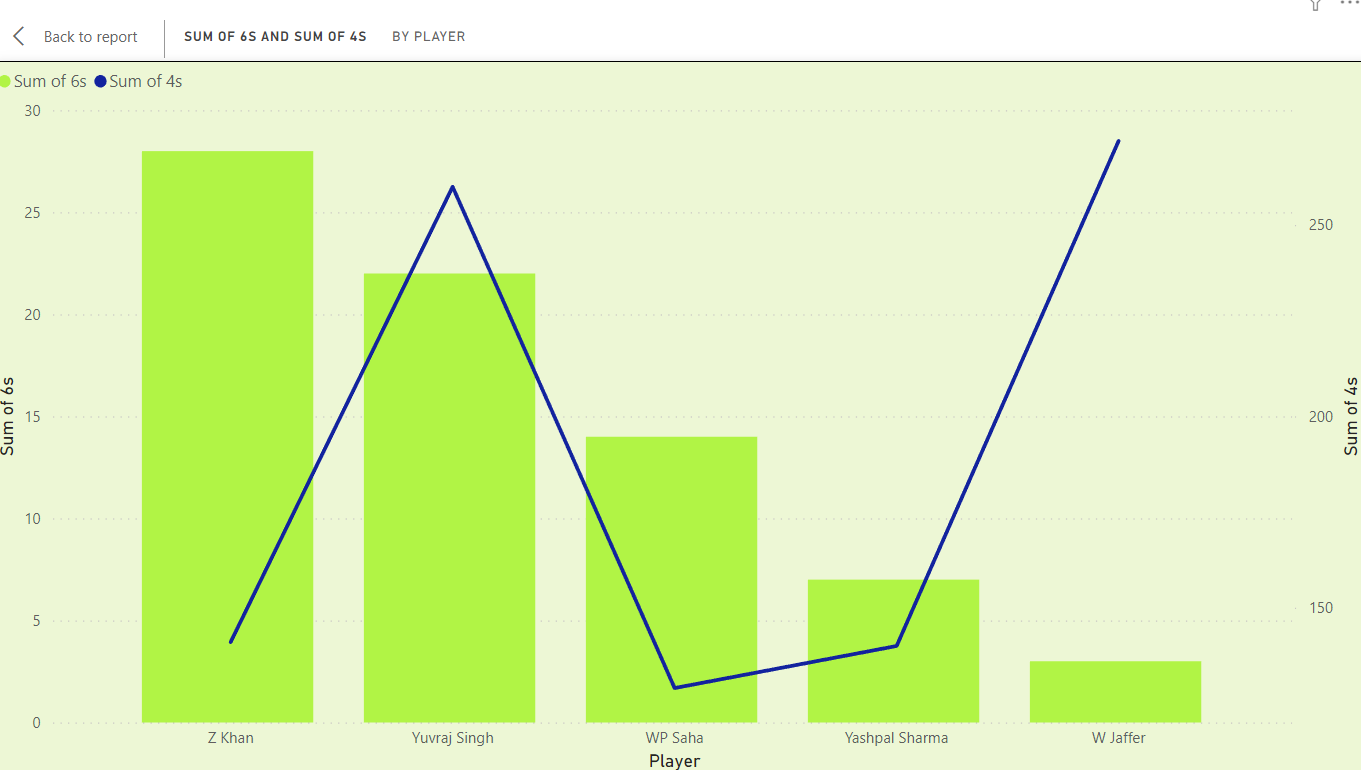 Back to report
SUM OF 6S AND SUM OF 4S BY PLAYER
Sum of 6s Sum of 4s
30
25
20
15
10
5
0
Sum of 6s
250
200
150
Sum of 4s
Z Khan Yuvraj Singh WP Saha Yashpal Sharma W Jaffer
Player